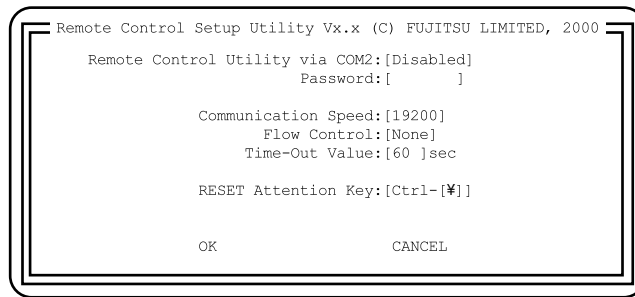 Remote Control Setup Utility Vx.x (C) FUJITSU LIMITED, 2000
Remote Control Utility via COM2:[Disabled]
Password:[        ]
Communication Speed:[19200]
Flow Control:[None]
Time-Out Value:[60 ]sec
RESET Attention Key:[Ctrl-[¥]]
OK                    CANCEL